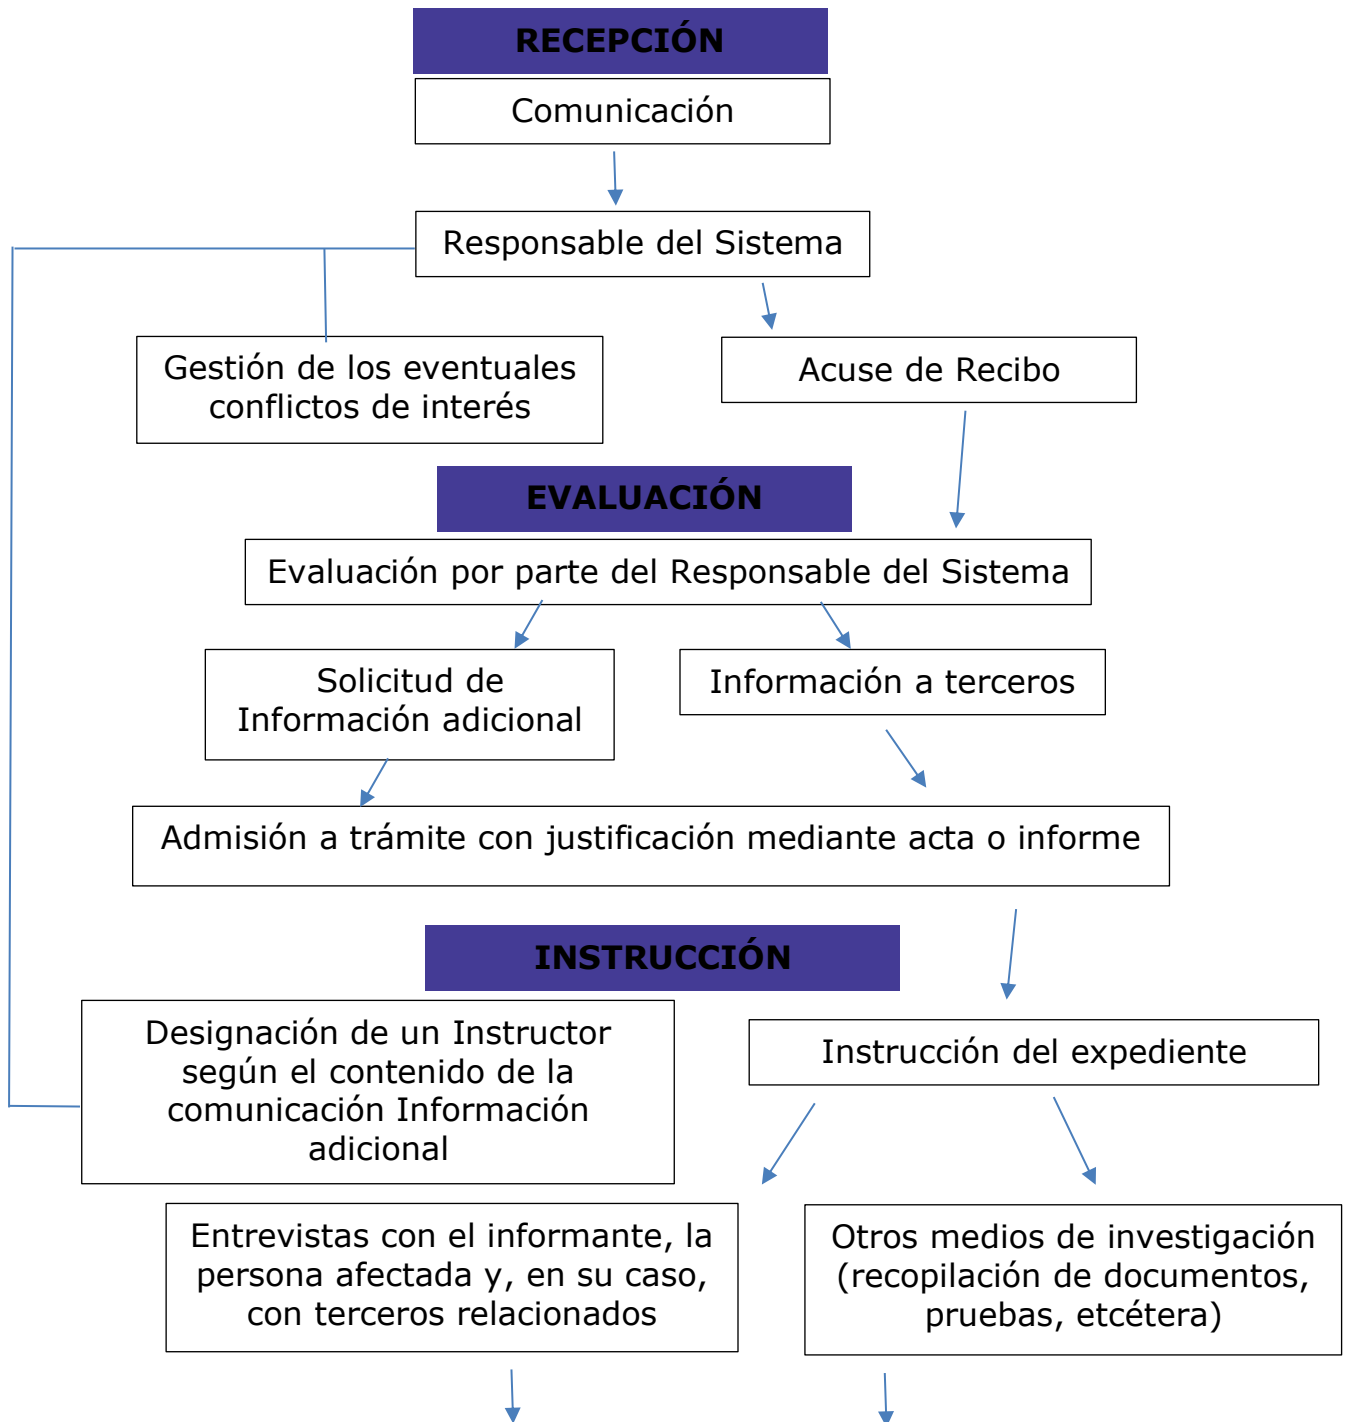 RECEPCIÓN
Comunicación
Responsable del Sistema
Gestión de los eventuales
conflictos de interés
Acuse de Recibo
EVALUACIÓN
Evaluación por parte del Responsable del Sistema
Solicitud de
Información adicional
Información a terceros
Admisión a trámite con justificación mediante acta o informe
INSTRUCCIÓN
Designación de un Instructor
según el contenido de la
comunicación Información
adicional
Instrucción del expediente
Entrevistas con el informante, la
persona afectada y, en su caso,
con terceros relacionados
Otros medios de investigación
(recopilación de documentos,
pruebas, etcétera)